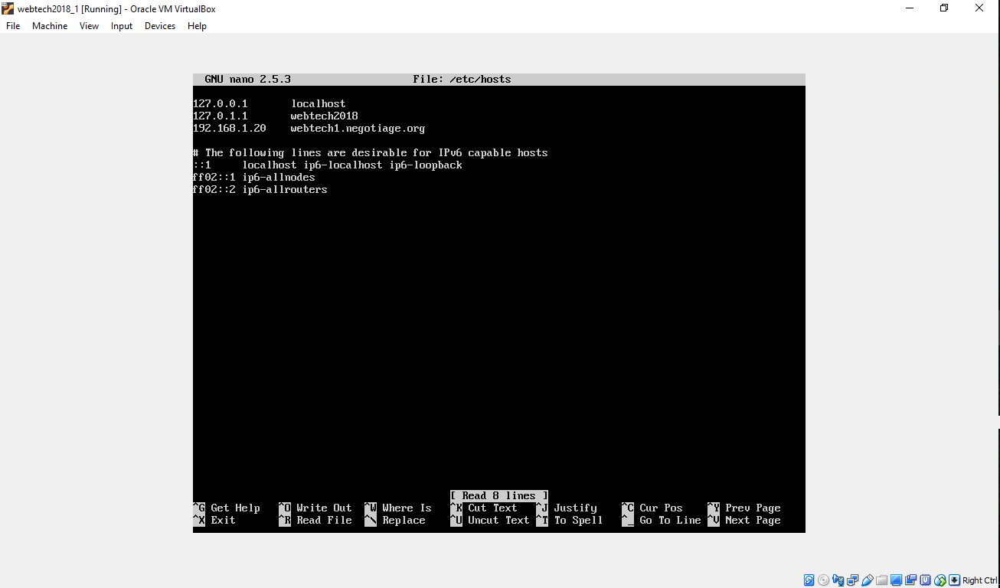 webtech2018_1 [Running] - Oracle VM VirtualBox
File Machine View Input Devices Help
GNU nano 2.5.3 File: /etc/hosts
127.0.0.1 localhost
127.0.1.1 webtech2018
192.168.1.20 webtech1.negotiage.org
# The following lines are desirable for IPv6 capable hosts
::1 localhost ip6-localhost ip6-loopback
ff02::1 ip6-allnodes
ff02::2 ip6-allrouters
[ Read 8 lines ]
^G Get Help ^O Write Out ^W Where Is ^K Cut Text ^J Justify ^C Cur Pos ^Y Prev Page
^X Exit ^R Read File ^\ Replace ^U Uncut Text ^T To Spell ^_ Go To Line ^V Next Page
Right Ctrl